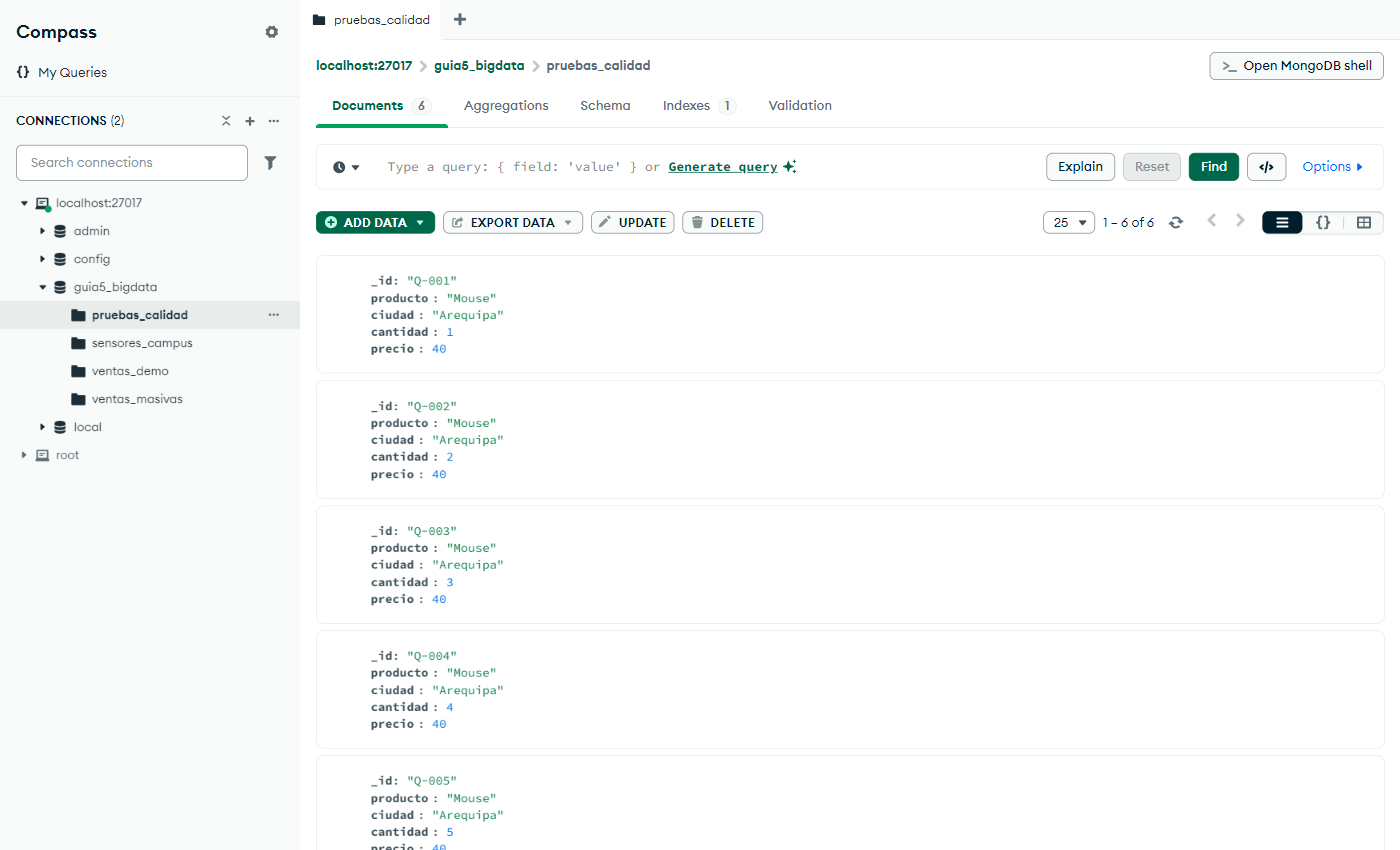 Compass
{} My Queries
CONNECTIONS (2)
Search connections
localhost:27017
admin
config
guia5_bigdata
pruebas_calidad
sensores_campus
ventas_demo
ventas_masivas
local
root
pruebas_calidad
localhost:27017 > guia5_bigdata > pruebas_calidad
>_ Open MongoDB shell
Documents 6 Aggregations Schema Indexes 1 Validation
Type a query: { field: 'value' } or Generate query
Explain Reset Find </> Options
ADD DATA EXPORT DATA UPDATE DELETE
25 1 – 6 of 6 {}
_id: "Q-001"
producto : "Mouse"
ciudad : "Arequipa"
cantidad : 1
precio : 40
_id: "Q-002"
producto : "Mouse"
ciudad : "Arequipa"
cantidad : 2
precio : 40
_id: "Q-003"
producto : "Mouse"
ciudad : "Arequipa"
cantidad : 3
precio : 40
_id: "Q-004"
producto : "Mouse"
ciudad : "Arequipa"
cantidad : 4
precio : 40
_id: "Q-005"
producto : "Mouse"
ciudad : "Arequipa"
cantidad : 5
precio : 40